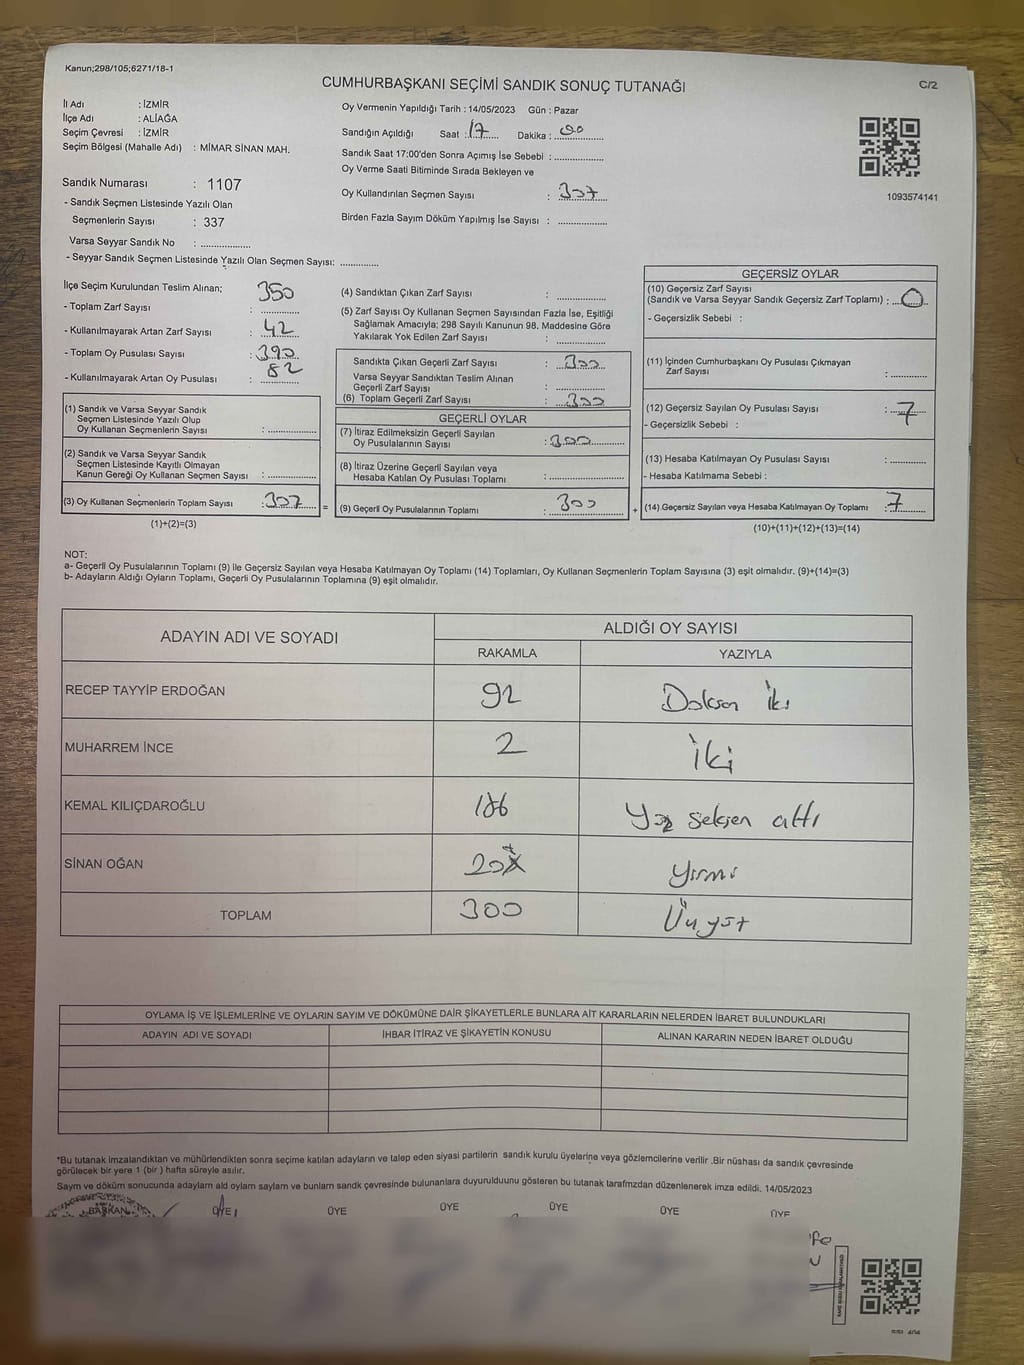 Kanun;298/105;6271/18-1
CUMHURBAŞKANI SEÇİMİ SANDIK SONUÇ TUTANAĞI
C/2
İl Adı : İZMİR
İlçe Adı : ALİAĞA
Seçim Çevresi : İZMİR
Seçim Bölgesi (Mahalle Adı) : MİMAR SİNAN MAH.
Oy Vermenin Yapıldığı Tarih : 14/05/2023 Gün : Pazar
Sandığın Açıldığı Saat : 17 Dakika : 00
Sandık Saat 17:00'den Sonra Açımış İse Sebebi :
Oy Verme Saati Bitiminde Sırada Bekleyen ve
Oy Kullandırılan Seçmen Sayısı : 307
Birden Fazla Sayım Döküm Yapılmış İse Sayısı :
1093574141
Sandık Numarası : 1107
- Sandık Seçmen Listesinde Yazılı Olan
Seçmenlerin Sayısı : 337
Varsa Seyyar Sandık No :
- Seyyar Sandık Seçmen Listesinde Yazılı Olan Seçmen Sayısı:
İlçe Seçim Kurulundan Teslim Alınan; 350
- Toplam Zarf Sayısı :
- Kullanılmayarak Artan Zarf Sayısı : 42
- Toplam Oy Pusulası Sayısı : 390
- Kullanılmayarak Artan Oy Pusulası : 82
(1) Sandık ve Varsa Seyyar Sandık
Seçmen Listesinde Yazılı Olup
Oy Kullanan Seçmenlerin Sayısı :
(2) Sandık ve Varsa Seyyar Sandık
Seçmen Listesinde Kayıtlı Olmayan
Kanun Gereği Oy Kullanan Seçmen Sayısı :
(3) Oy Kullanan Seçmenlerin Toplam Sayısı : 307
(1)+(2)=(3)
=
(4) Sandıktan Çıkan Zarf Sayısı :
(5) Zarf Sayısı Oy Kullanan Seçmen Sayısından Fazla İse, Eşitliği
Sağlamak Amacıyla; 298 Sayılı Kanunun 98. Maddesine Göre
Yakılarak Yok Edilen Zarf Sayısı :
Sandıkta Çıkan Geçerli Zarf Sayısı : 300
Varsa Seyyar Sandıktan Teslim Alınan
Geçerli Zarf Sayısı :
(6) Toplam Geçerli Zarf Sayısı : 300
GEÇERLİ OYLAR
(7) İtiraz Edilmeksizin Geçerli Sayılan
Oy Pusulalarının Sayısı : 300
(8) İtiraz Üzerine Geçerli Sayılan veya
Hesaba Katılan Oy Pusulası Toplamı :
(9) Geçerli Oy Pusulalarının Toplamı : 300
+
GEÇERSİZ OYLAR
(10) Geçersiz Zarf Sayısı
(Sandık ve Varsa Seyyar Sandık Geçersiz Zarf Toplamı) : 0
- Geçersizlik Sebebi :
(11) İçinden Cumhurbaşkanı Oy Pusulası Çıkmayan
Zarf Sayısı :
(12) Geçersiz Sayılan Oy Pusulası Sayısı : 7
- Geçersizlik Sebebi :
(13) Hesaba Katılmayan Oy Pusulası Sayısı :
- Hesaba Katılmama Sebebi :
(14) Geçersiz Sayılan veya Hesaba Katılmayan Oy Toplamı : 7
(10)+(11)+(12)+(13)=(14)
NOT:
a- Geçerli Oy Pusulalarının Toplamı (9) ile Geçersiz Sayılan veya Hesaba Katılmayan Oy Toplamı (14) Toplamları, Oy Kullanan Seçmenlerin Toplam Sayısına (3) eşit olmalıdır. (9)+(14)=(3)
b- Adayların Aldığı Oyların Toplamı, Geçerli Oy Pusulalarının Toplamına (9) eşit olmalıdır.
ADAYIN ADI VE SOYADI
ALDIĞI OY SAYISI
RAKAMLA YAZIYLA
RECEP TAYYİP ERDOĞAN 92 Doksan İki
MUHARREM İNCE 2 İki
KEMAL KILIÇDAROĞLU 186 Yüz seksen altı
SİNAN OĞAN 20 Yirmi
TOPLAM 300 Üçyüz
OYLAMA İŞ VE İŞLEMLERİNE VE OYLARIN SAYIM VE DÖKÜMÜNE DAİR ŞİKAYETLERLE BUNLARA AİT KARARLARIN NELERDEN İBARET BULUNDUKLARI
ADAYIN ADI VE SOYADI İHBAR İTİRAZ VE ŞİKAYETİN KONUSU ALINAN KARARIN NEDEN İBARET OLDUĞU
*Bu tutanak imzalandıktan ve mühürlendikten sonra seçime katılan adayların ve talep eden siyasi partilerin sandık kurulu üyelerine veya gözlemcilerine verilir .Bir nüshası da sandık çevresinde
görülecek bir yere 1 (bir ) hafta süreyle asılır.
Sayım ve döküm sonucunda adayların ald oyların sayların ve bunların sandk çevresinde bulunanlara duyurulduunu gösteren bu tutanak tarafmzdan düzenlenerek imza edildi. 14/05/2023
BAŞKAN ÜYE ÜYE ÜYE ÜYE ÜYE ÜYE